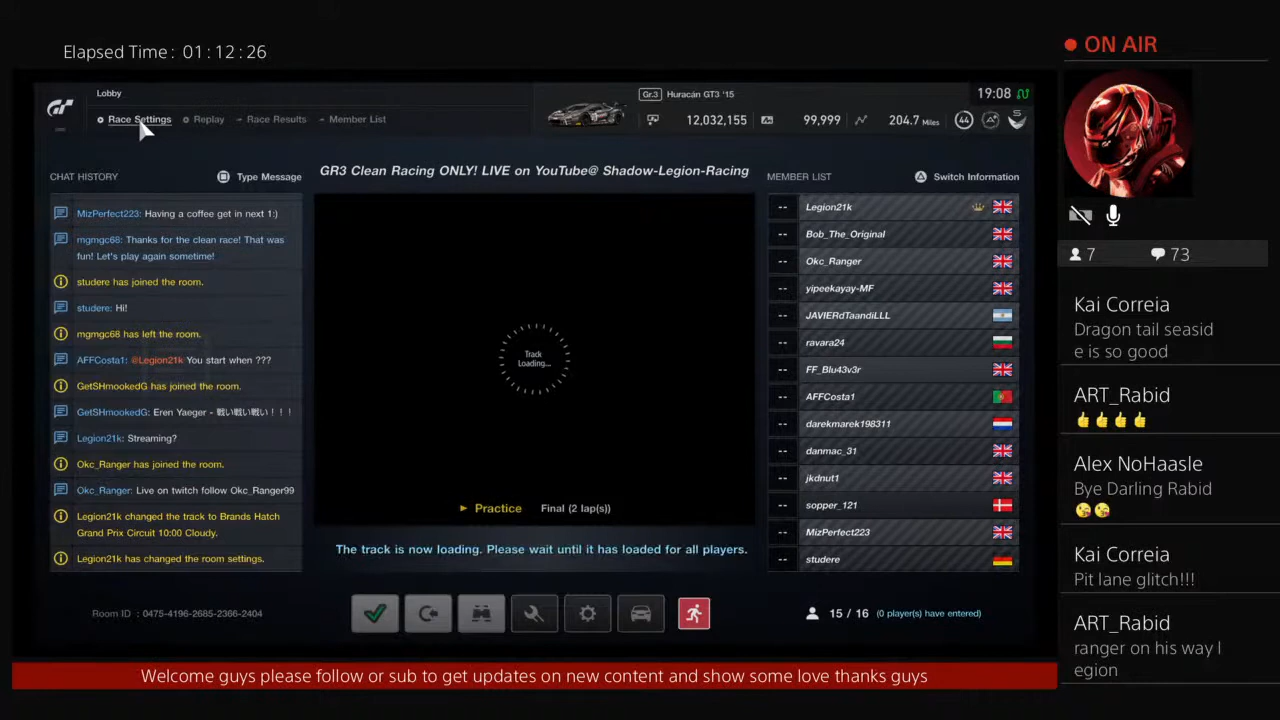 Elapsed Time: 01:12:26
ON AIR
Lobby
Race Settings
Replay
Race Results
Member List
Gr.3
Huracán GT3 '15
12,032,155
99,999
204.7 Miles
44
19:08
CHAT HISTORY
Type Message
GR3 Clean Racing ONLY! LIVE on YouTube@ Shadow-Legion-Racing
MEMBER LIST
Switch Information
MizPerfect223: Having a coffee get in next 1:)
mgmgc68: Thanks for the clean race! That was
fun! Let's play again sometime!
studere has joined the room.
studere: Hi!
mgmgc68 has left the room.
AFFCosta1: @Legion21k You start when ???
GetSHmookedG has joined the room.
GetSHmookedG: Eren Yaeger - 戦い戦い戦い！！！
Legion21k: Streaming?
Okc_Ranger has joined the room.
Okc_Ranger: Live on twitch follow Okc_Ranger99
Legion21k changed the track to Brands Hatch
Grand Prix Circuit 10:00 Cloudy.
Legion21k has changed the room settings.
Track
Loading...
Practice
Final (2 lap(s))
The track is now loading. Please wait until it has loaded for all players.
-- Legion21k
-- Bob_The_Original
-- Okc_Ranger
-- yipeekayay-MF
-- JAVIERdTaandiLLL
-- ravara24
-- FF_Blu43v3r
-- AFFCosta1
-- darekmarek198311
-- danmac_31
-- jkdnut1
-- sopper_121
-- MizPerfect223
-- studere
Room ID : 0475-4196-2685-2366-2404
15 / 16 (0 player(s) have entered)
Welcome guys please follow or sub to get updates on new content and show some love thanks guys
7
73
Kai Correia
Dragon tail seasid
e is so good
ART_Rabid
👍👍👍👍
Alex NoHaasle
Bye Darling Rabid
😘😘
Kai Correia
Pit lane glitch!!!
ART_Rabid
ranger on his way l
egion